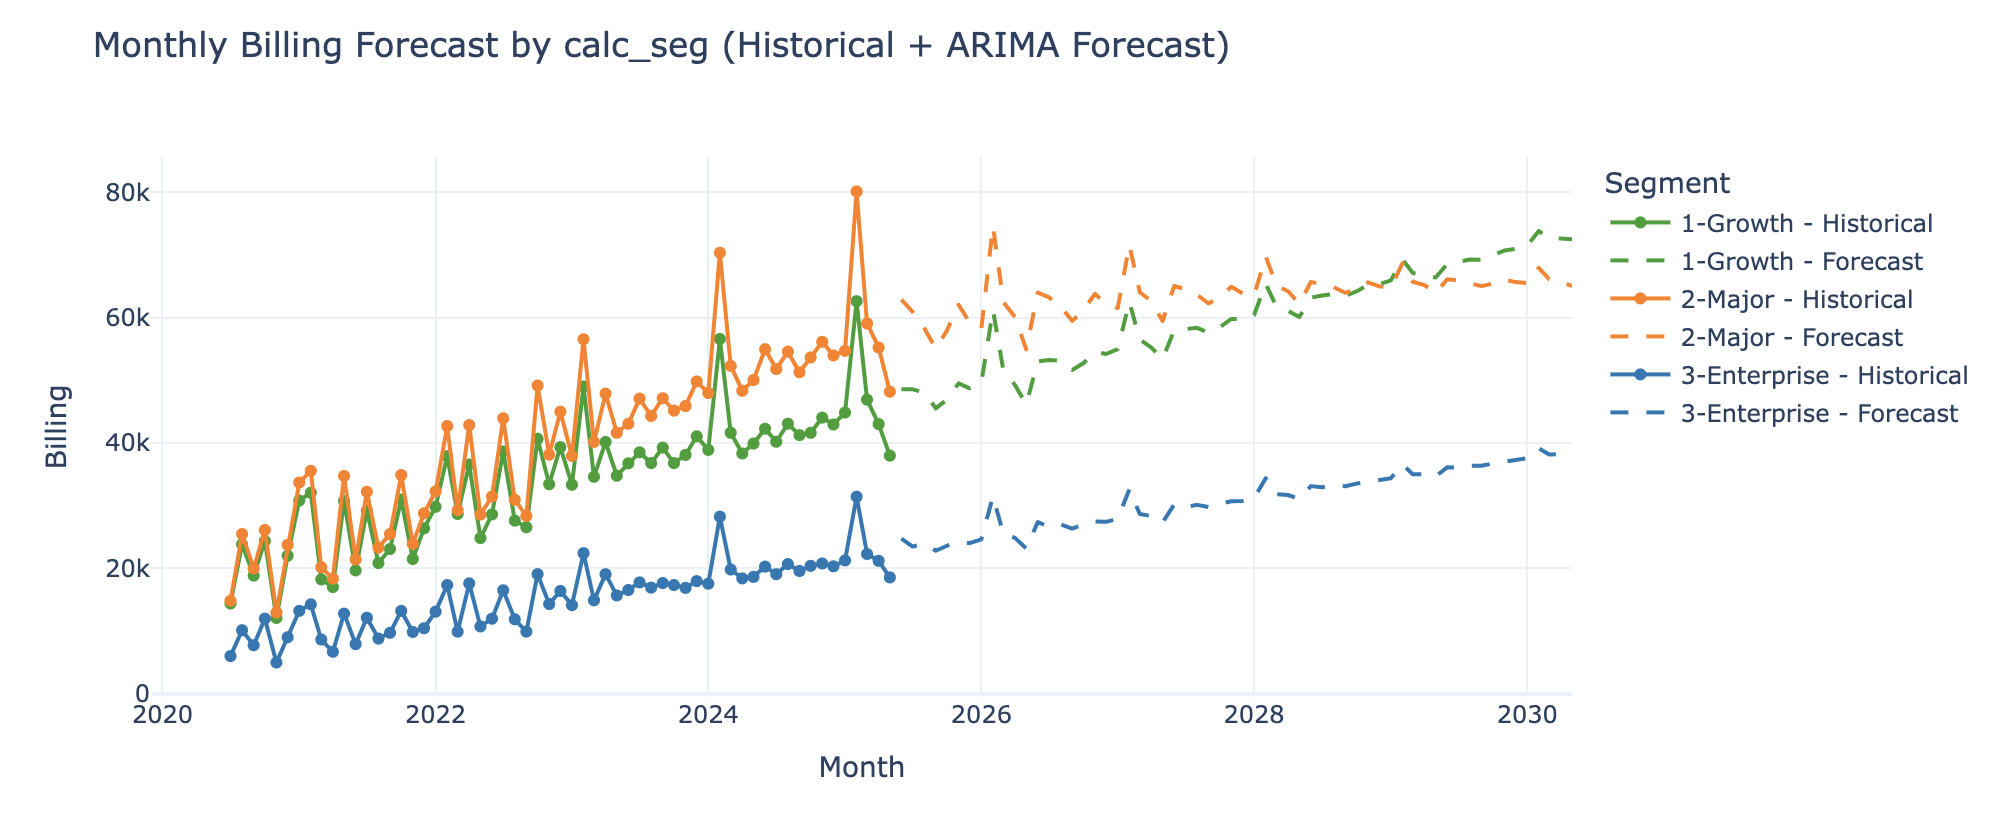 Monthly Billing Forecast by calc_seg (Historical + ARIMA Forecast)
Segment
1-Growth - Historical
1-Growth - Forecast
2-Major - Historical
2-Major - Forecast
3-Enterprise - Historical
3-Enterprise - Forecast
Billing
80k
60k
40k
20k
0
2020
2022
2024
2026
2028
2030
Month